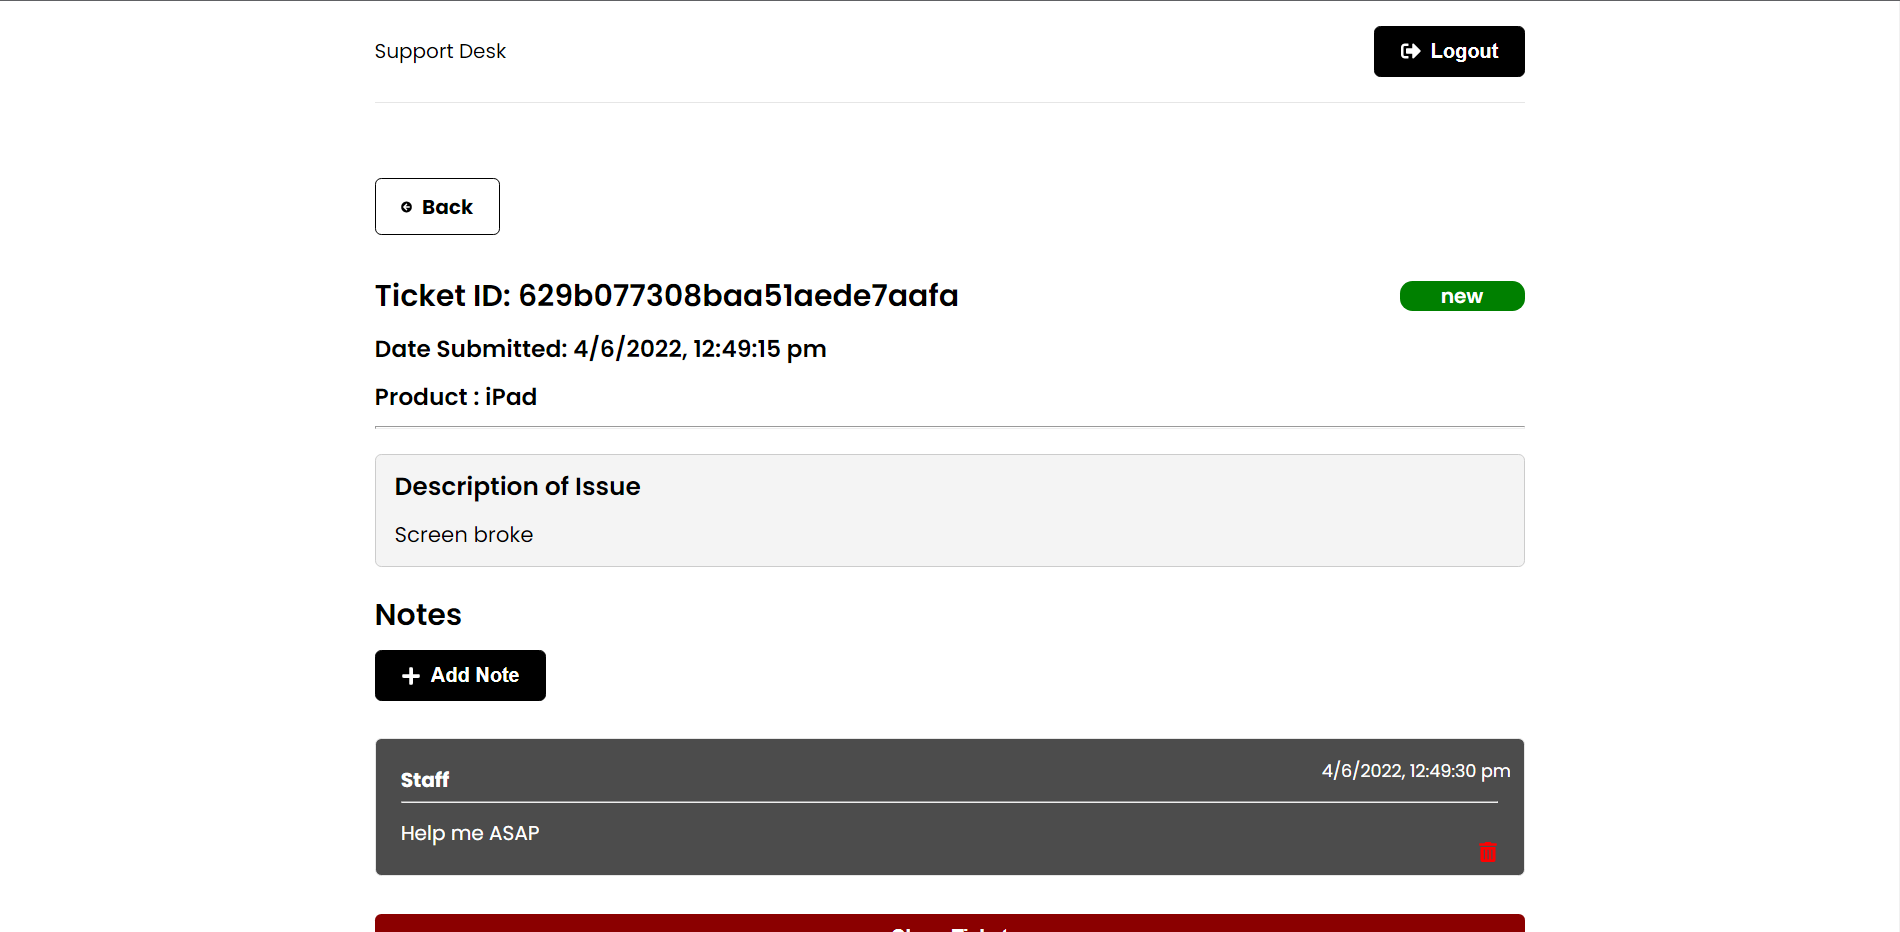 Support Desk
Logout
Back
Ticket ID: 629b077308baa51aede7aafa
new
Date Submitted: 4/6/2022, 12:49:15 pm
Product : iPad
Description of Issue
Screen broke
Notes
Add Note
Staff
4/6/2022, 12:49:30 pm
Help me ASAP